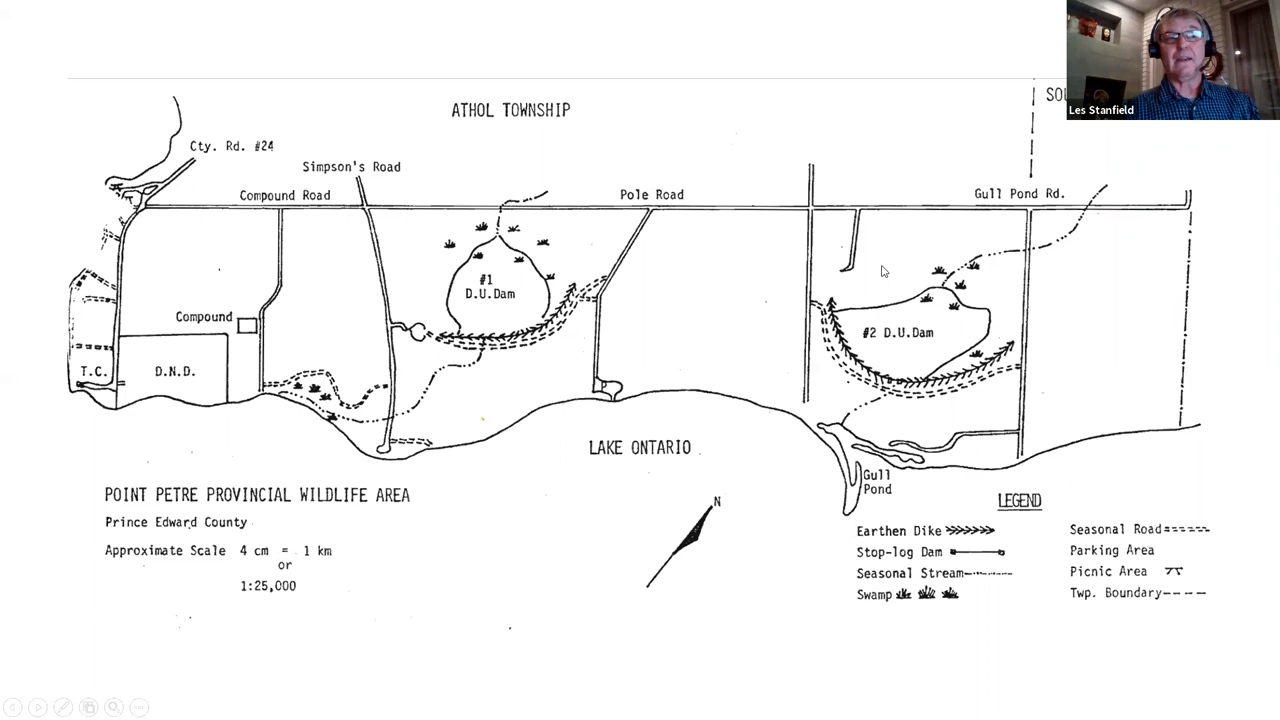 Les Stanfield
ATHOL TOWNSHIP
Cty. Rd. #24
Simpson's Road
Compound Road
Pole Road
Gull Pond Rd.
#1
D.U.Dam
Compound
#2 D.U.Dam
T.C.
D.N.D.
LAKE ONTARIO
Gull
Pond
N
POINT PETRE PROVINCIAL WILDLIFE AREA
Prince Edward County
Approximate Scale 4 cm = 1 km
or
1:25,000
LEGEND
Earthen Dike
Stop-log Dam
Seasonal Stream
Swamp
Seasonal Road
Parking Area
Picnic Area
Twp. Boundary